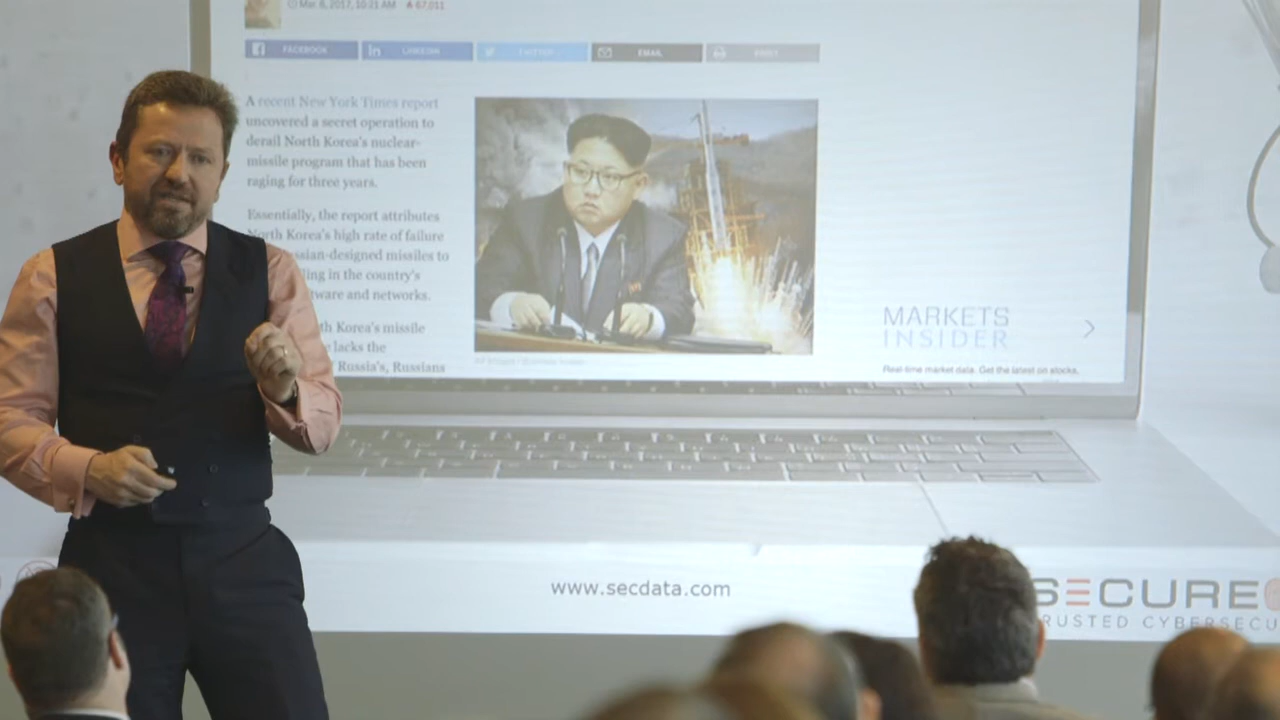 Mar. 8, 2017, 10:21 AM 67,011
FACEBOOK LINKEDIN TWITTER EMAIL PRINT
A recent New York Times report
uncovered a secret operation to
derail North Korea's nuclear-
missile program that has been
raging for three years.
Essentially, the report attributes
North Korea's high rate of failure
ssian-designed missiles to
ing in the country's
tware and networks.
th Korea's missile
lacks the
Russia's, Russians
MARKETS
INSIDER
Real-time market data. Get the latest on stocks,
www.secdata.com
SECURE
RUSTED CYBERSECU